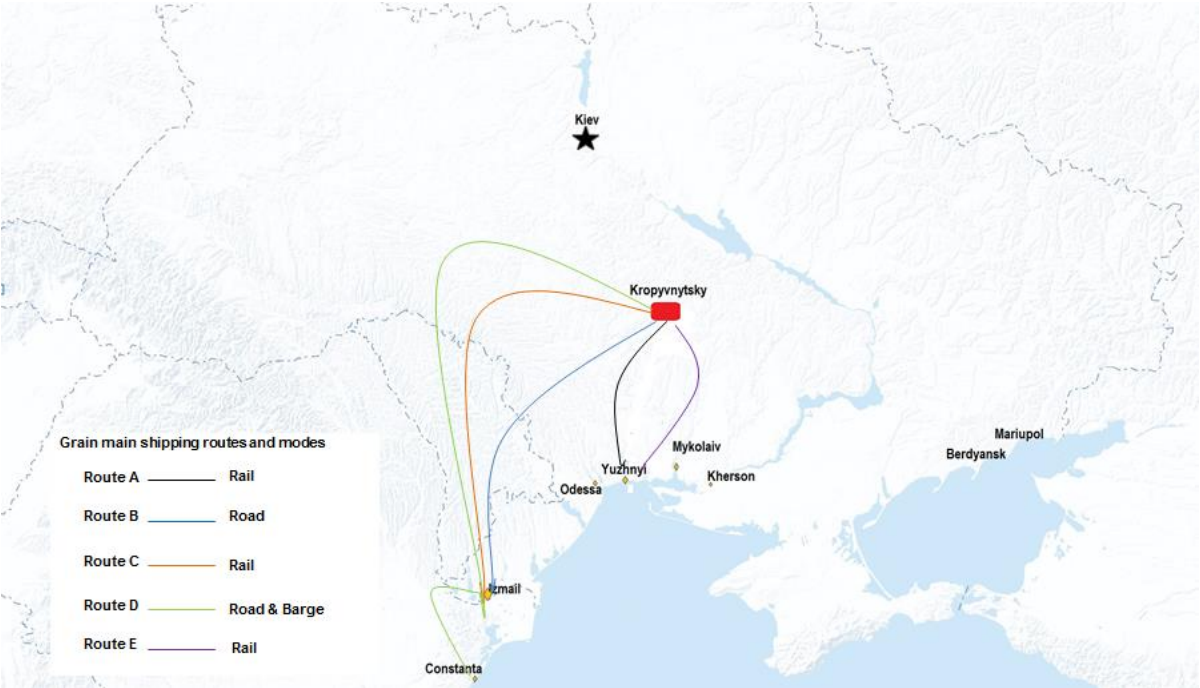 Kiev
Kropyvnytsky
Mariupol
Berdyansk
Mykolaiv
Yuzhnyi
Kherson
Odessa
Izmail
Constanta
Grain main shipping routes and modes
Route A Rail
Route B Road
Route C Rail
Route D Road & Barge
Route E Rail